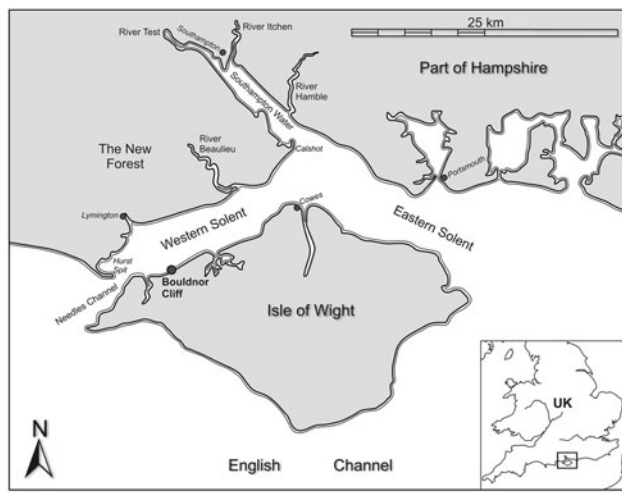 25 km
River Itchen
River Test
Southampton
Part of Hampshire
Southampton Water
River
Hamble
River
Beaulieu
The New
Forest
Calshot
Portsmouth
Lymington
Cowes
Western Solent
Eastern Solent
Hurst
Spit
Needles Channel
Bouldnor
Cliff
Isle of Wight
UK
N
English Channel